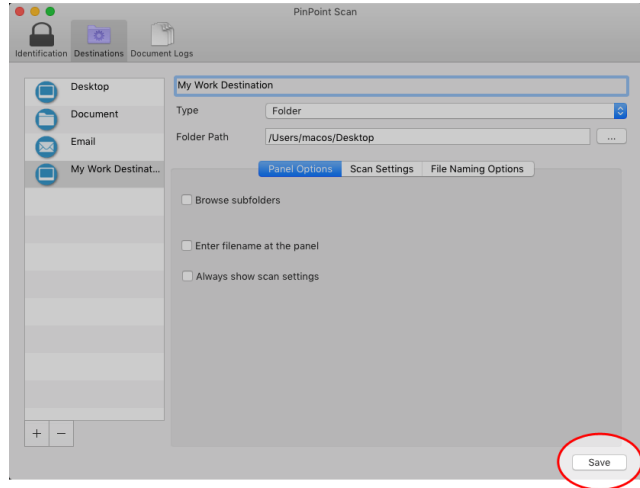 PinPoint Scan
Identification Destinations Document Logs
Desktop
Document
Email
My Work Destinat...
My Work Destination
Type Folder
Folder Path /Users/macos/Desktop ...
Panel Options Scan Settings File Naming Options
Browse subfolders
Enter filename at the panel
Always show scan settings
+ −
Save